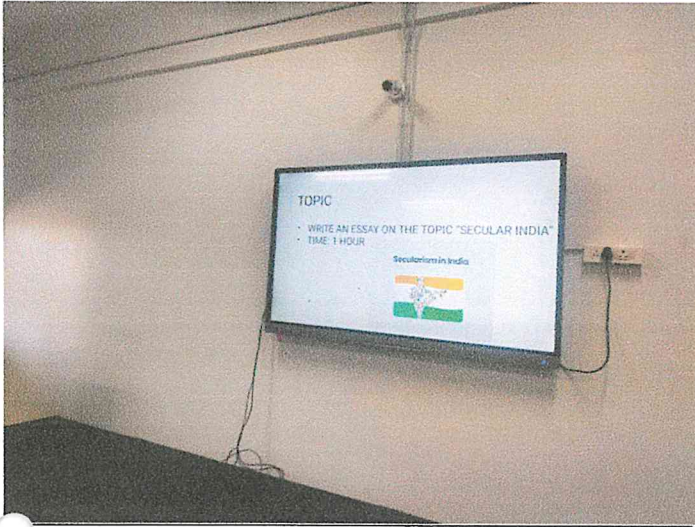 TOPIC
• WRITE AN ESSAY ON THE TOPIC "SECULAR INDIA"
• TIME: 1 HOUR
Secularism in India